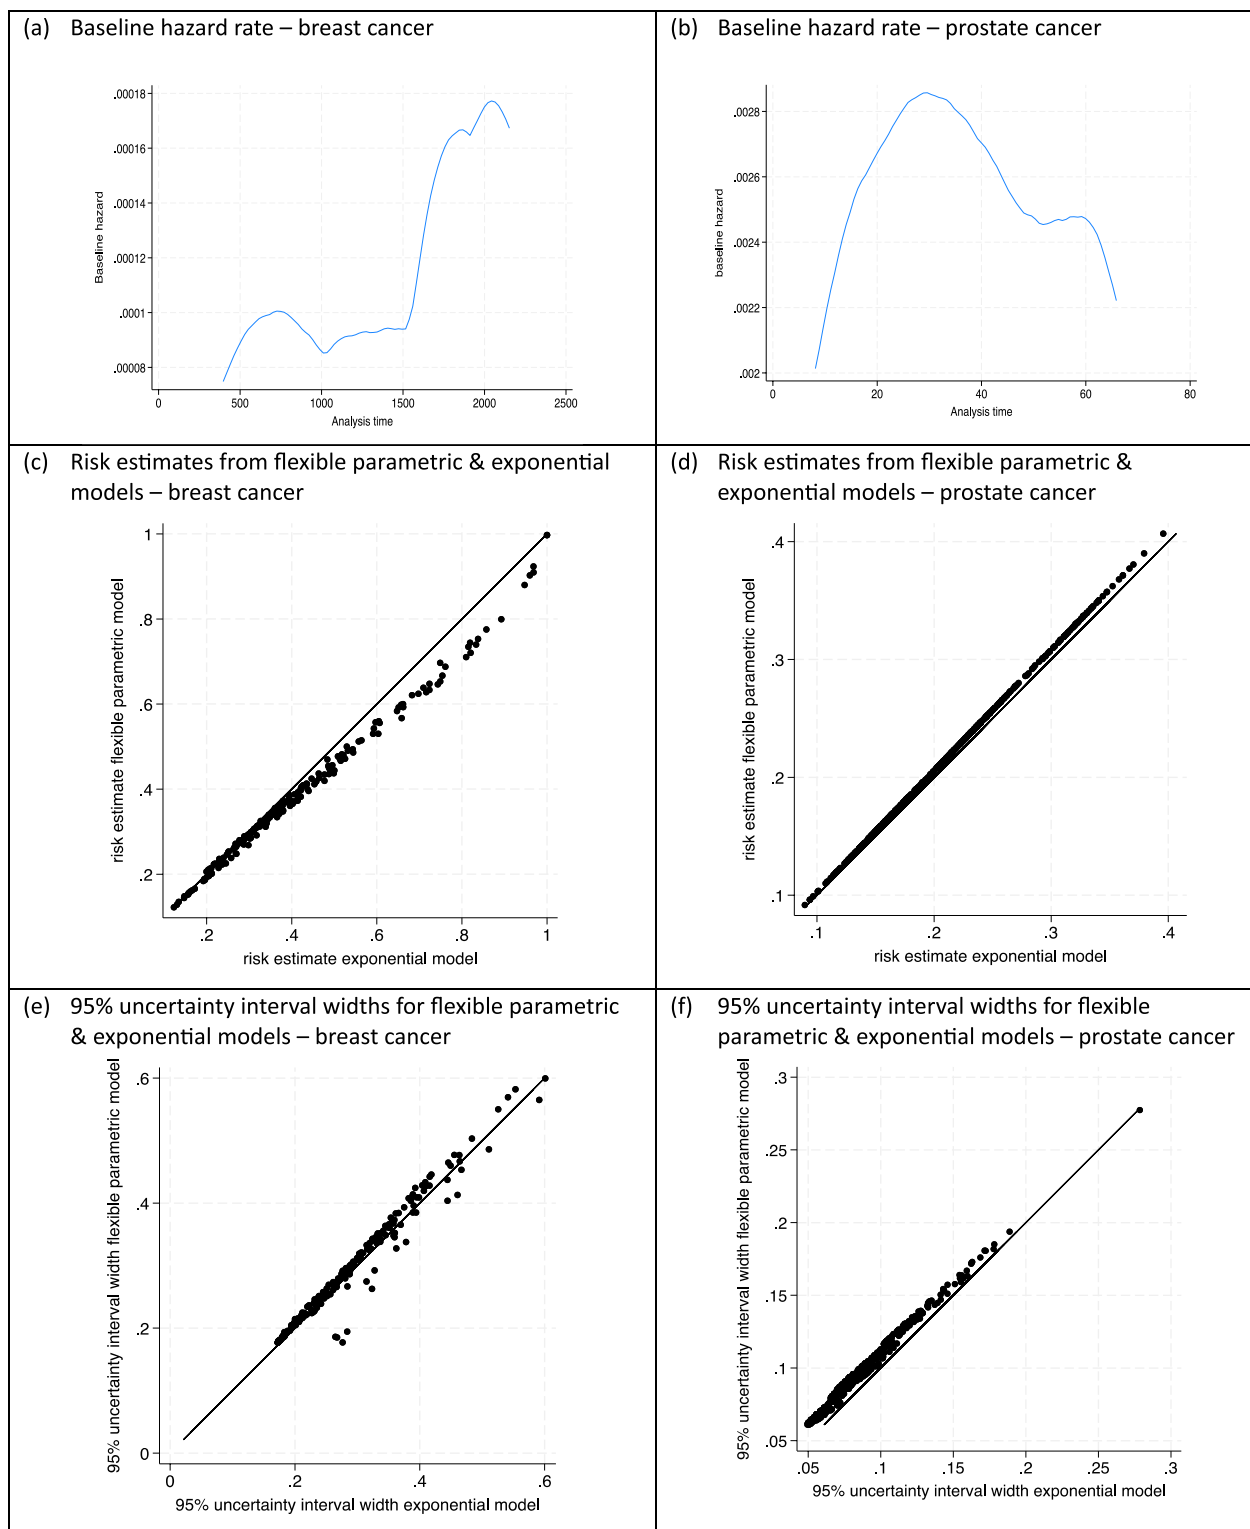 (a) Baseline hazard rate – breast cancer
.00018
.00016
.00014
.00012
.0001
.00008
Baseline hazard
0 500 1000 1500 2000 2500
Analysis time
(b) Baseline hazard rate – prostate cancer
.0028
.0026
.0024
.0022
.002
baseline hazard
0 20 40 60 80
Analysis time
(c) Risk estimates from flexible parametric & exponential
models – breast cancer
1
.8
.6
.4
.2
risk estimate flexible parametric model
.2 .4 .6 .8 1
risk estimate exponential model
(d) Risk estimates from flexible parametric &
exponential models – prostate cancer
.4
.3
.2
.1
risk estimate flexible parametric model
.1 .2 .3 .4
risk estimate exponential model
(e) 95% uncertainty interval widths for flexible parametric
& exponential models – breast cancer
.6
.4
.2
0
95% uncertainty interval width flexible parametric model
0 .2 .4 .6
95% uncertainty interval width exponential model
(f) 95% uncertainty interval widths for flexible
parametric & exponential models – prostate cancer
.3
.25
.2
.15
.1
.05
95% uncertainty interval width flexible parametric model
.05 .1 .15 .2 .25 .3
95% uncertainty interval width exponential model